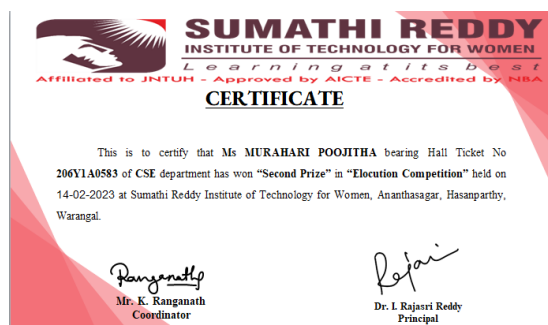 SUMATHI REDDY
INSTITUTE OF TECHNOLOGY FOR WOMEN
Learning at its best
Affiliated to JNTUH - Approved by AICTE - Accredited by NBA
CERTIFICATE
This is to certify that Ms MURAHARI POOJITHA bearing Hall Ticket No
206Y1A0583 of CSE department has won “Second Prize” in “Elocution Competition” held on
14-02-2023 at Sumathi Reddy Institute of Technology for Women, Ananthasagar, Hasanparthy,
Warangal.
Ranganath
Mr. K. Ranganath
Coordinator
Dr. I. Rajasri Reddy
Principal